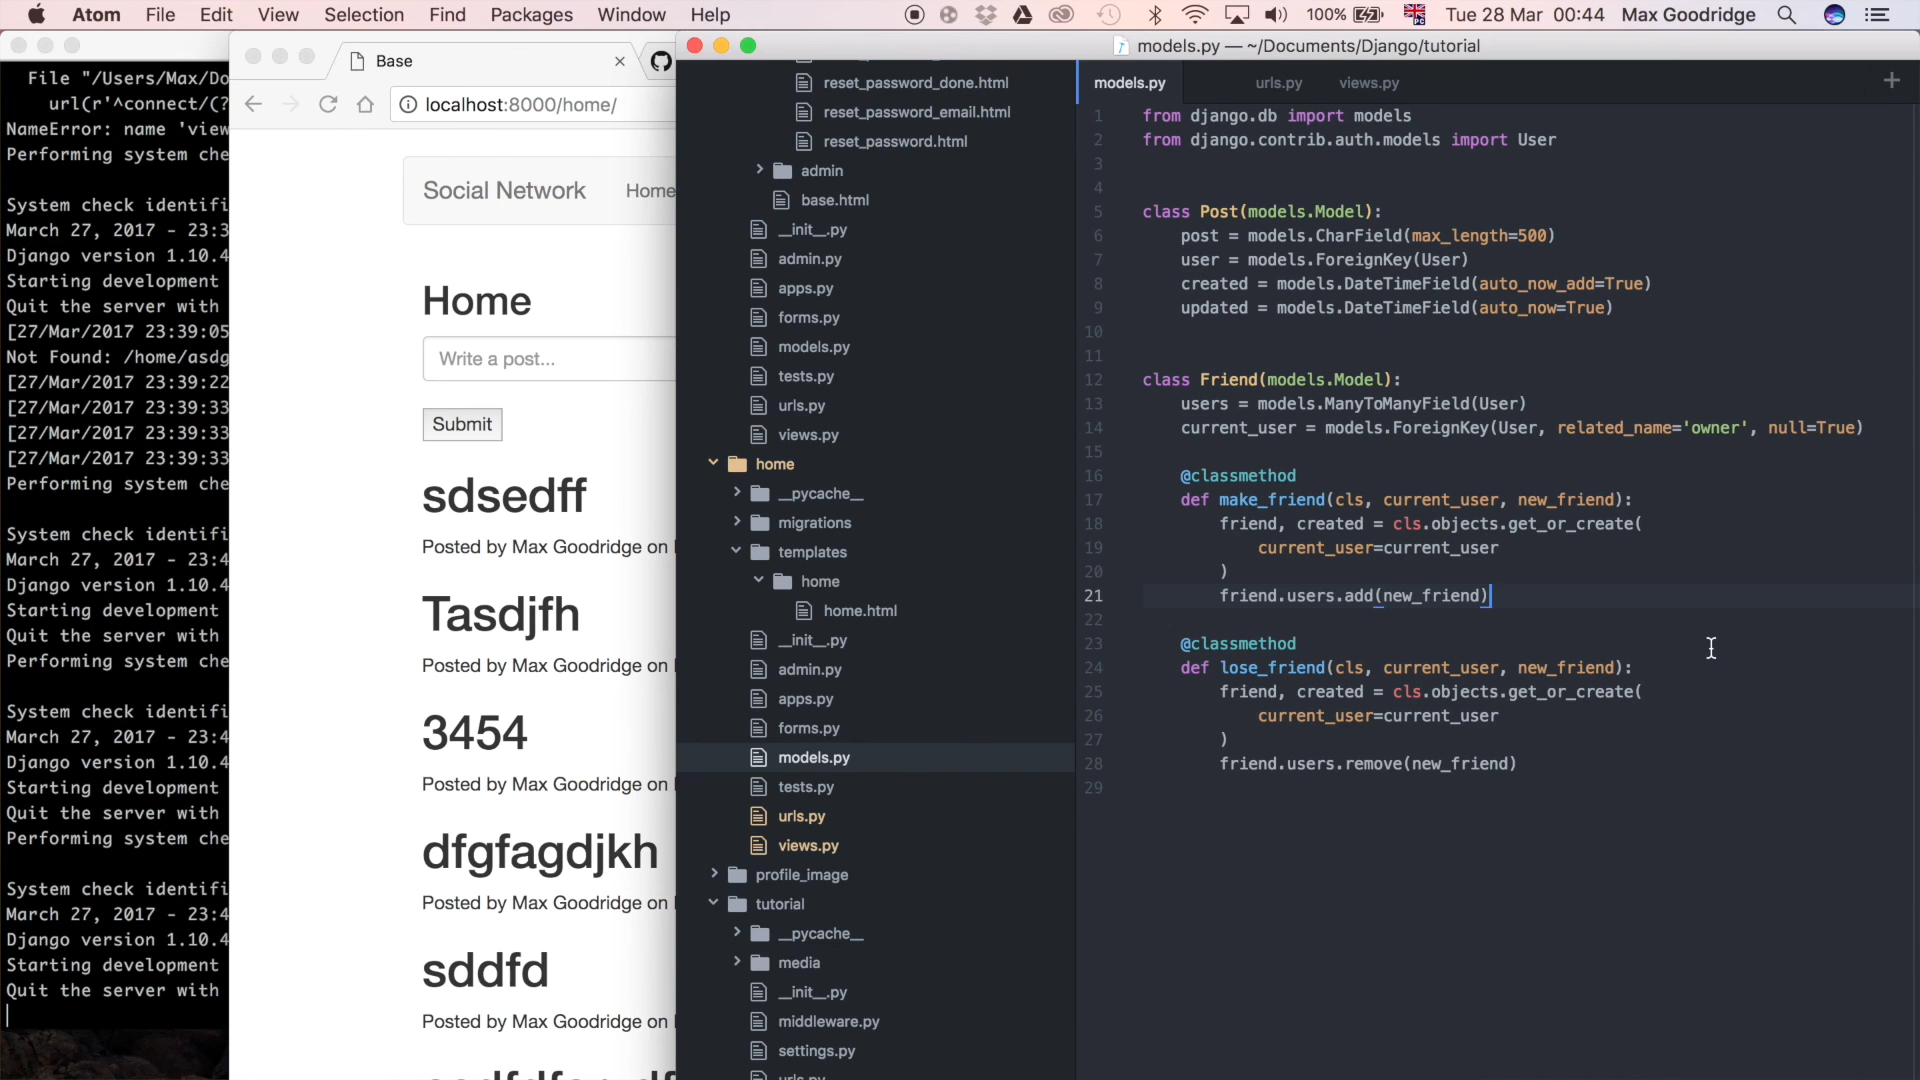 Atom File Edit View Selection Find Packages Window Help 100% Tue 28 Mar 00:44 Max Goodridge
File "/Users/Max/Do
url(r'^connect/(?
NameError: name 'view
Performing system che
System check identifi
March 27, 2017 - 23:3
Django version 1.10.4
Starting development
Quit the server with
[27/Mar/2017 23:39:05
Not Found: /home/asdg
[27/Mar/2017 23:39:22
[27/Mar/2017 23:39:33
[27/Mar/2017 23:39:33
[27/Mar/2017 23:39:33
Performing system che
System check identifi
March 27, 2017 - 23:4
Django version 1.10.4
Starting development
Quit the server with
Performing system che
System check identifi
March 27, 2017 - 23:4
Django version 1.10.4
Starting development
Quit the server with
Performing system che
System check identifi
March 27, 2017 - 23:4
Django version 1.10.4
Starting development
Quit the server with
Base
localhost:8000/home/
Social Network Home
Home
Write a post...
Submit
sdsedff
Posted by Max Goodridge on
Tasdjfh
Posted by Max Goodridge on
3454
Posted by Max Goodridge on
dfgfagdjkh
Posted by Max Goodridge on
sddfd
Posted by Max Goodridge on
models.py — ~/Documents/Django/tutorial
reset_password_done.html
reset_password_email.html
reset_password.html
admin
base.html
__init__.py
admin.py
apps.py
forms.py
models.py
tests.py
urls.py
views.py
home
__pycache__
migrations
templates
home
home.html
__init__.py
admin.py
apps.py
forms.py
models.py
tests.py
urls.py
views.py
profile_image
tutorial
__pycache__
media
__init__.py
middleware.py
settings.py
urls.py
models.py urls.py views.py
1 from django.db import models
2 from django.contrib.auth.models import User
3
4
5 class Post(models.Model):
6 post = models.CharField(max_length=500)
7 user = models.ForeignKey(User)
8 created = models.DateTimeField(auto_now_add=True)
9 updated = models.DateTimeField(auto_now=True)
10
11
12 class Friend(models.Model):
13 users = models.ManyToManyField(User)
14 current_user = models.ForeignKey(User, related_name='owner', null=True)
15
16 @classmethod
17 def make_friend(cls, current_user, new_friend):
18 friend, created = cls.objects.get_or_create(
19 current_user=current_user
20 )
21 friend.users.add(new_friend)
22
23 @classmethod
24 def lose_friend(cls, current_user, new_friend):
25 friend, created = cls.objects.get_or_create(
26 current_user=current_user
27 )
28 friend.users.remove(new_friend)
29